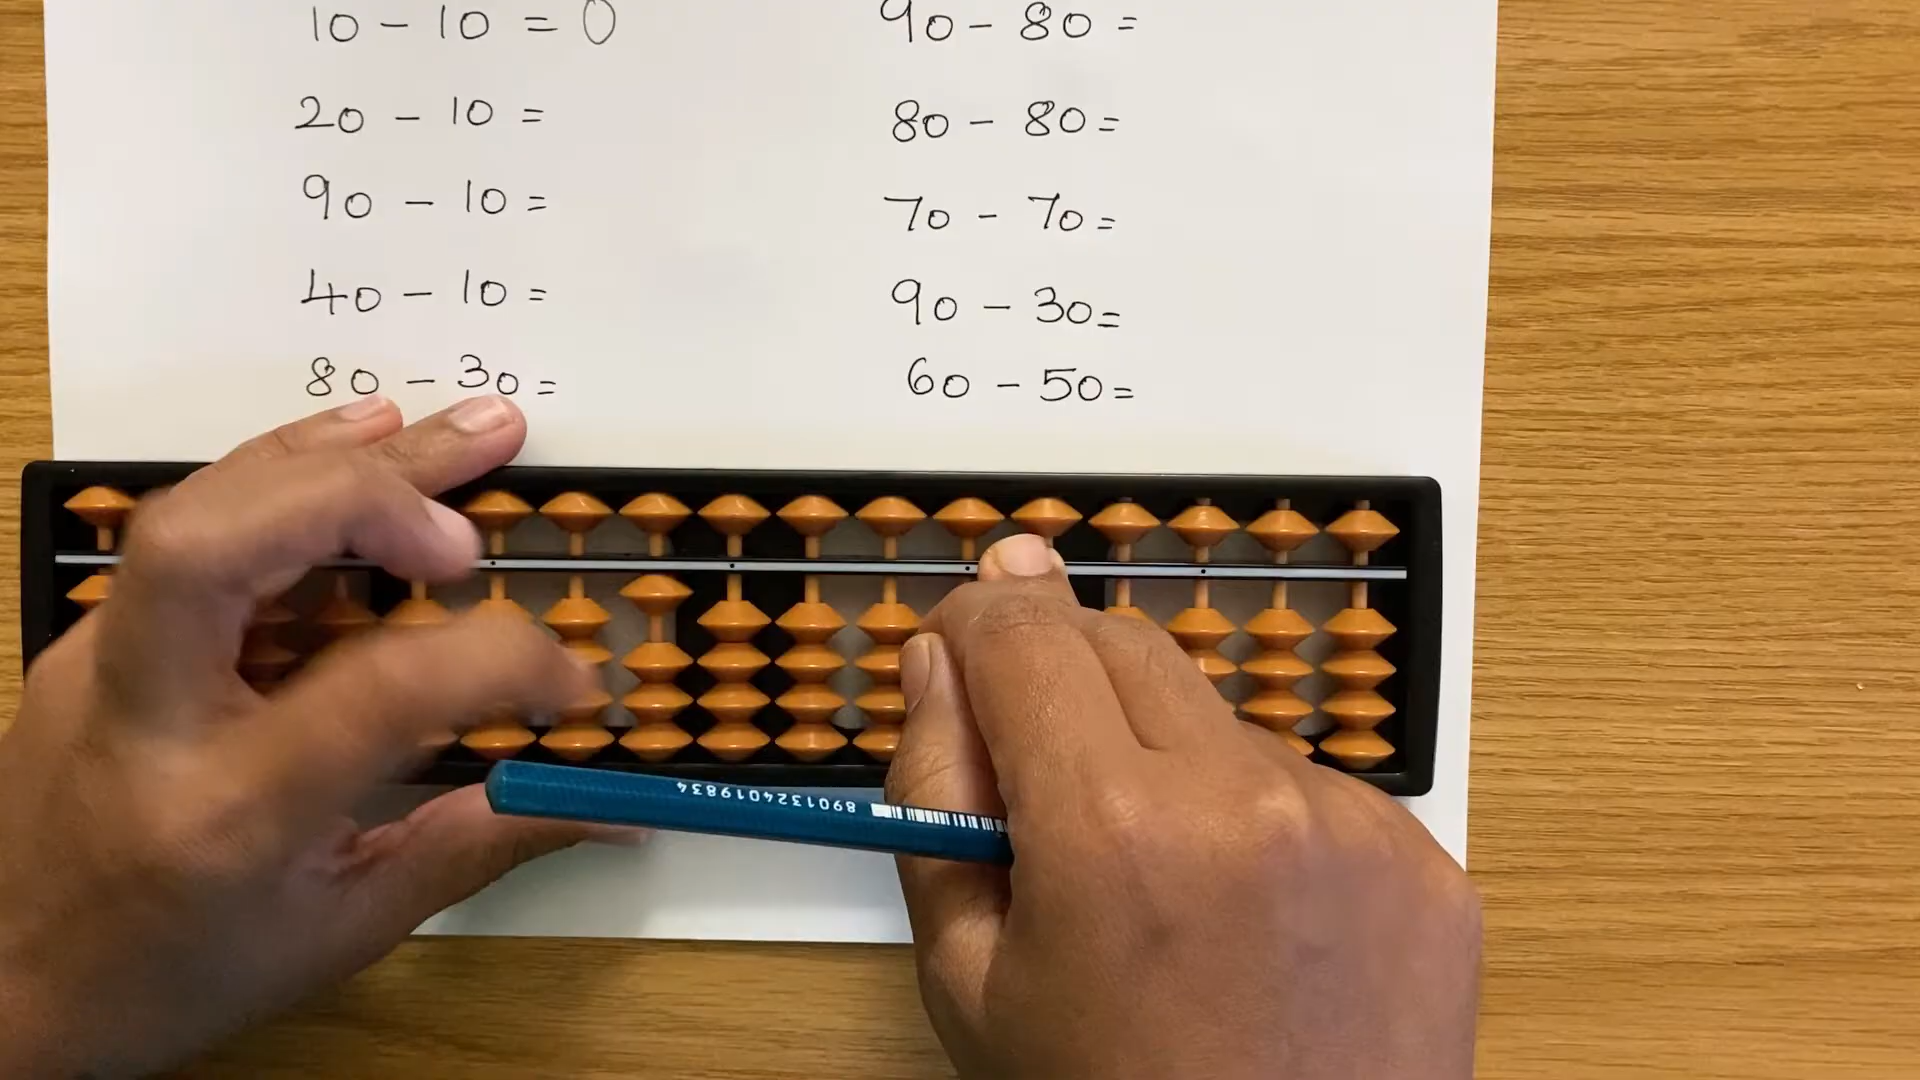 10 - 10 = 0
20 - 10 =
90 - 10 =
40 - 10 =
80 - 30 =
90 - 80 =
80 - 80 =
70 - 70 =
90 - 30 =
60 - 50 =
8901324019834